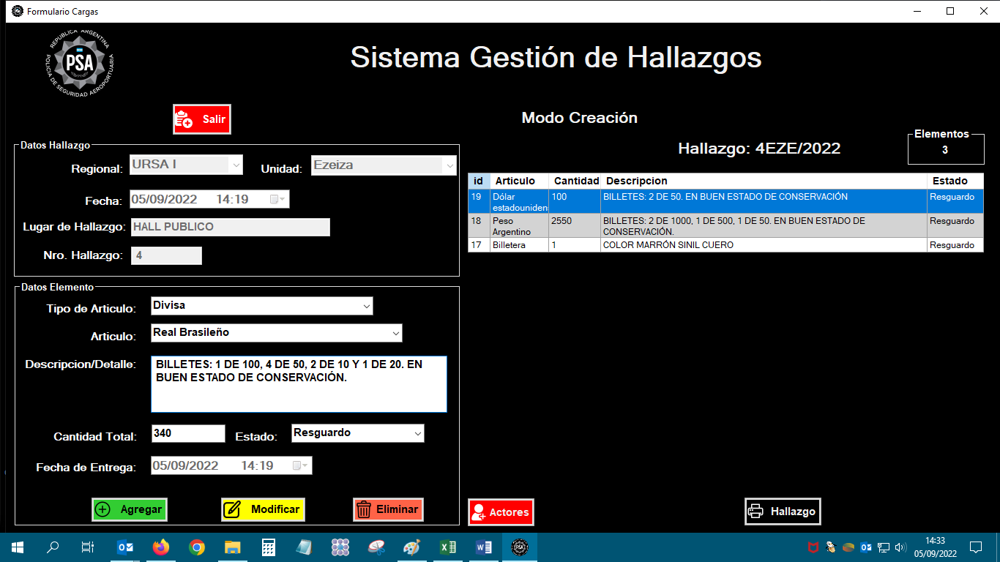 Formulario Cargas
REPUBLICA ARGENTINA
PSA
POLICIA DE SEGURIDAD AEROPORTUARIA
Sistema Gestión de Hallazgos
Salir
Modo Creación
Hallazgo: 4EZE/2022
Elementos
3
Datos Hallazgo
Regional: URSA I Unidad: Ezeiza
Fecha: 05/09/2022 14:19
Lugar de Hallazgo: HALL PUBLICO
Nro. Hallazgo: 4
id Articulo Cantidad Descripcion Estado
19 Dólar estadouniden 100 BILLETES: 2 DE 50. EN BUEN ESTADO DE CONSERVACIÓN Resguardo
18 Peso Argentino 2550 BILLETES: 2 DE 1000, 1 DE 500, 1 DE 50. EN BUEN ESTADO DE CONSERVACIÓN. Resguardo
17 Billetera 1 COLOR MARRÓN SINIL CUERO Resguardo
Datos Elemento
Tipo de Articulo: Divisa
Articulo: Real Brasileño
Descripcion/Detalle: BILLETES: 1 DE 100, 4 DE 50, 2 DE 10 Y 1 DE 20. EN
BUEN ESTADO DE CONSERVACIÓN.
Cantidad Total: 340 Estado: Resguardo
Fecha de Entrega: 05/09/2022 14:19
Agregar Modificar Eliminar
Actores
Hallazgo
14:33
05/09/2022